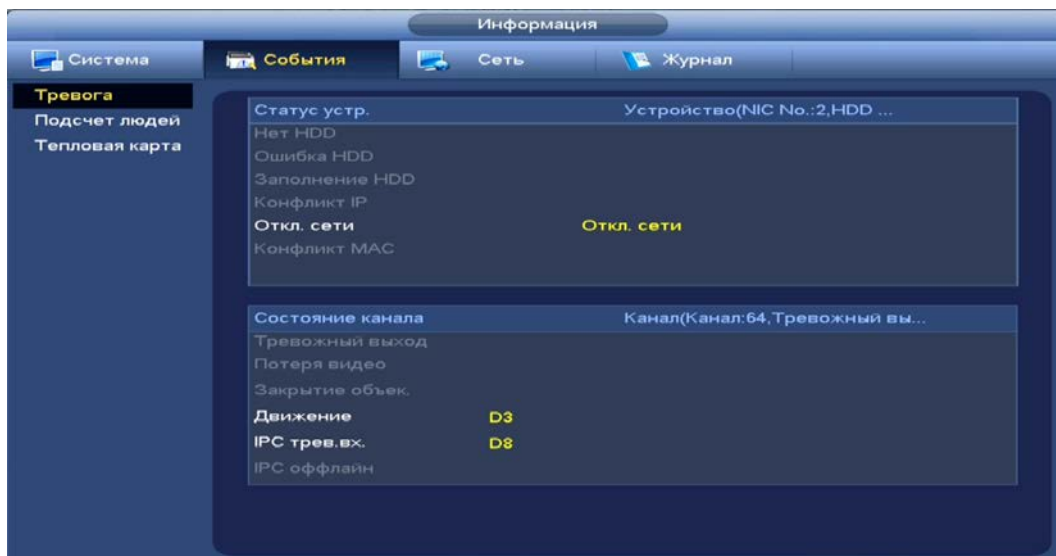 Информация
Система События Сеть Журнал
Тревога
Подсчет людей
Тепловая карта
Статус устр. Устройство(NIC No.:2,HDD ...
Нет HDD
Ошибка HDD
Заполнение HDD
Конфликт IP
Откл. сети Откл. сети
Конфликт MAC
Состояние канала Канал(Канал:64,Тревожный вы...
Тревожный выход
Потеря видео
Закрытие объек.
Движение D3
IPC трев.вх. D8
IPC оффлайн